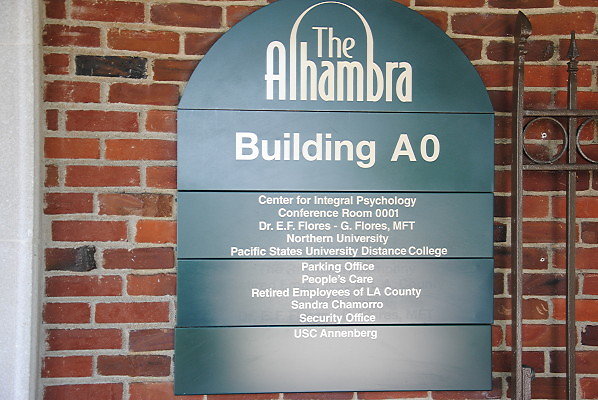 The
Alhambra
Building A0
Center for Integral Psychology
Conference Room 0001
Dr. E.F. Flores - G. Flores, MFT
Northern University
Pacific States University Distance College
Parking Office
People's Care
Retired Employees of LA County
Sandra Chamorro
Security Office
USC Annenberg